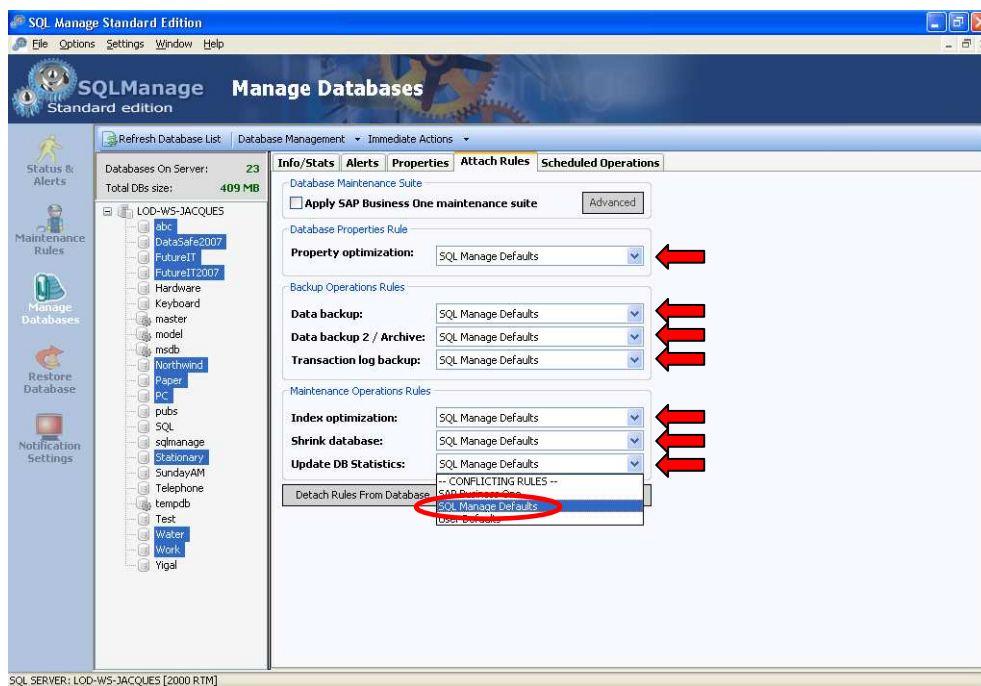 SQL Manage Standard Edition
File Options Settings Window Help
SQLManage
Standard edition
Manage Databases
Refresh Database List Database Management Immediate Actions
Status & Alerts
Maintenance Rules
Manage Databases
Restore Database
Notification Settings
Databases On Server: 23
Total DBs size: 409 MB
LOD-WS-JACQUES
abc
DataSafe2007
FutureIT
FutureIT2007
Hardware
Keyboard
master
model
msdb
Northwind
Paper
PC
pubs
SQL
sqlmanage
Stationary
SundayAM
Telephone
tempdb
Test
Water
Work
Yigal
Info/Stats Alerts Properties Attach Rules Scheduled Operations
Database Maintenance Suite
Apply SAP Business One maintenance suite Advanced
Database Properties Rule
Property optimization: SQL Manage Defaults
Backup Operations Rules
Data backup: SQL Manage Defaults
Data backup 2 / Archive: SQL Manage Defaults
Transaction log backup: SQL Manage Defaults
Maintenance Operations Rules
Index optimization: SQL Manage Defaults
Shrink database: SQL Manage Defaults
Update DB Statistics: SQL Manage Defaults
-- CONFLICTING RULES --
SAP Business One
SQL Manage Defaults
User Defaults
Detach Rules From Database
SQL SERVER: LOD-WS-JACQUES [2000 RTM]